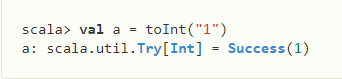 scala> val a = toInt("1")
a: scala.util.Try[Int] = Success(1)